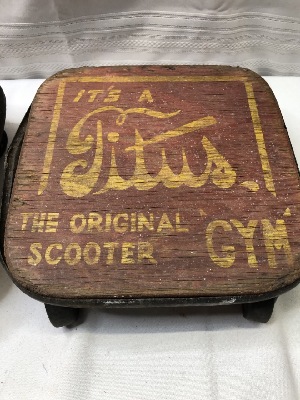 IT'S A
Titus
THE ORIGINAL "GYM"
SCOOTER